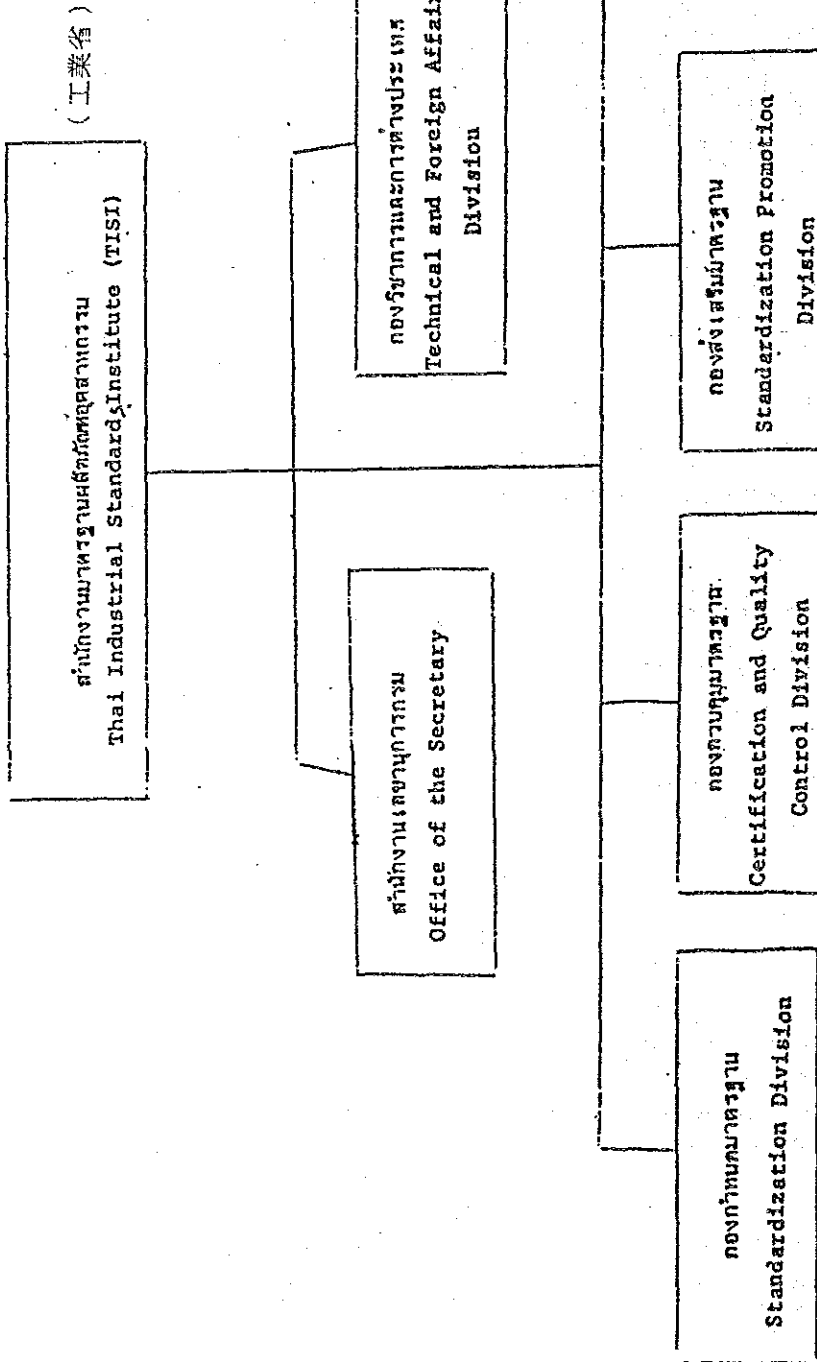 สำนักงานมาตรฐานผลิตภัณฑ์อุตสาหกรรม
Thai Industrial Standards Institute (TISI)
(工業省)
สำนักงานเลขานุการกรม
Office of the Secretary
กองวิชาการและการต่างประเทศ
Technical and Foreign Affair
Division
กองกำหนดมาตรฐาน
Standardization Division
กองควบคุมมาตรฐาน
Certification and Quality
Control Division
กองส่งเสริมมาตรฐาน
Standardization Promotion
Division